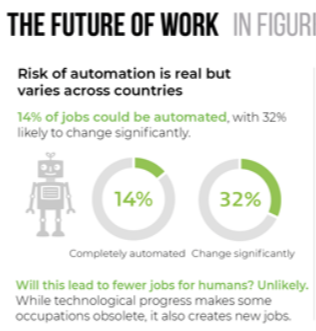 THE FUTURE OF WORK IN FIGURI
Risk of automation is real but
varies across countries
14% of jobs could be automated, with 32%
likely to change significantly.
14%
32%
Completely automated Change significantly
Will this lead to fewer jobs for humans? Unlikely.
While technological progress makes some
occupations obsolete, it also creates new jobs.